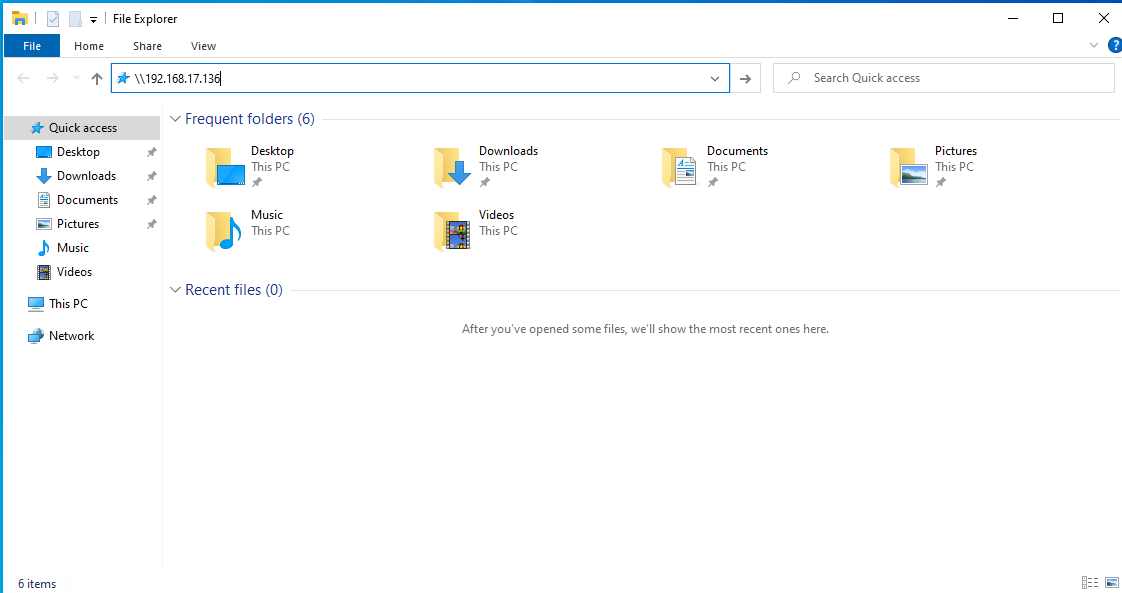 File Explorer
File Home Share View
?
\\192.168.17.136
Search Quick access
Quick access
Desktop
Downloads
Documents
Pictures
Music
Videos
This PC
Network
Frequent folders (6)
Desktop
This PC
Downloads
This PC
Documents
This PC
Pictures
This PC
Music
This PC
Videos
This PC
Recent files (0)
After you've opened some files, we'll show the most recent ones here.
6 items